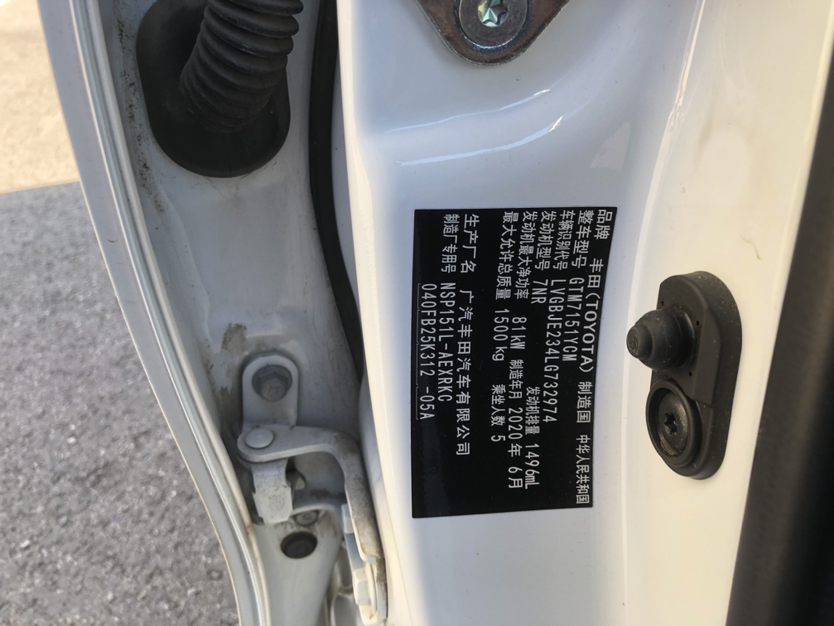 品牌 丰田(TOYOTA) 制造国 中华人民共和国
整车型号 GTM7151YCM
车辆识别代号 LVGBJE234LG732974
发动机型号 7NR 发动机排量 1496mL
发动机最大净功率 81kW 制造年月 2020年 6月
最大允许总质量 1500kg 乘坐人数 5
生产厂名 广汽丰田汽车有限公司
制造厂专用号 NSP151L-AEXRKC
040FB25K312 -05A